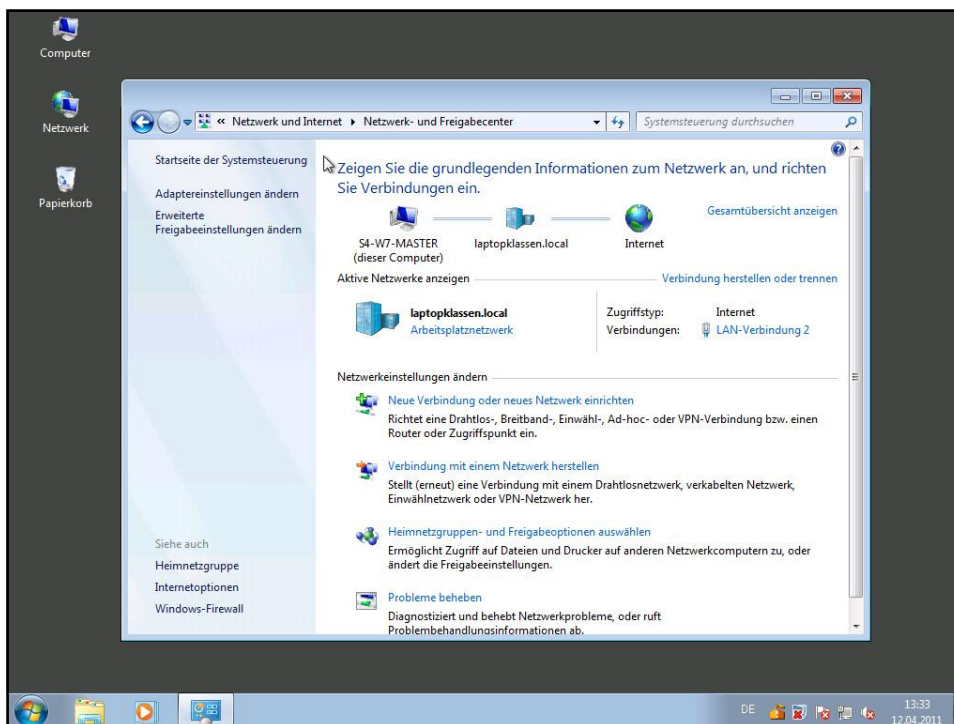 Computer
Netzwerk
Papierkorb
« Netzwerk und Internet ▸ Netzwerk- und Freigabecenter
Systemsteuerung durchsuchen
Startseite der Systemsteuerung
Adaptereinstellungen ändern
Erweiterte
Freigabeeinstellungen ändern
Siehe auch
Heimnetzgruppe
Internetoptionen
Windows-Firewall
Zeigen Sie die grundlegenden Informationen zum Netzwerk an, und richten
Sie Verbindungen ein.
Gesamtübersicht anzeigen
S4-W7-MASTER laptopklassen.local Internet
(dieser Computer)
Aktive Netzwerke anzeigen Verbindung herstellen oder trennen
laptopklassen.local Zugriffstyp: Internet
Arbeitsplatznetzwerk Verbindungen: LAN-Verbindung 2
Netzwerkeinstellungen ändern
Neue Verbindung oder neues Netzwerk einrichten
Richtet eine Drahtlos-, Breitband-, Einwähl-, Ad-hoc- oder VPN-Verbindung bzw. einen
Router oder Zugriffspunkt ein.
Verbindung mit einem Netzwerk herstellen
Stellt (erneut) eine Verbindung mit einem Drahtlosnetzwerk, verkabelten Netzwerk,
Einwählnetzwerk oder VPN-Netzwerk her.
Heimnetzgruppen- und Freigabeoptionen auswählen
Ermöglicht Zugriff auf Dateien und Drucker auf anderen Netzwerkcomputern zu, oder
ändert die Freigabeeinstellungen.
Probleme beheben
Diagnostiziert und behebt Netzwerkprobleme, oder ruft
Problembehandlungsinformationen ab.
DE
13:33
12.04.2011